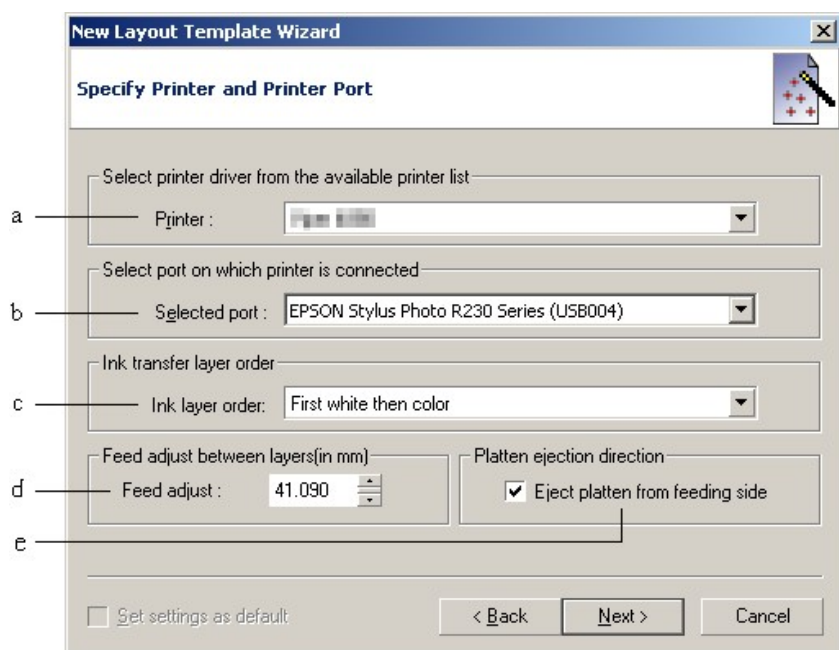 New Layout Template Wizard
Specify Printer and Printer Port
Select printer driver from the available printer list
a
Printer :
Select port on which printer is connected
b
Selected port : EPSON Stylus Photo R230 Series (USB004)
Ink transfer layer order
c
Ink layer order: First white then color
Feed adjust between layers(in mm) Platten ejection direction
d
Feed adjust : 41.090 Eject platten from feeding side
e
Set settings as default < Back Next > Cancel